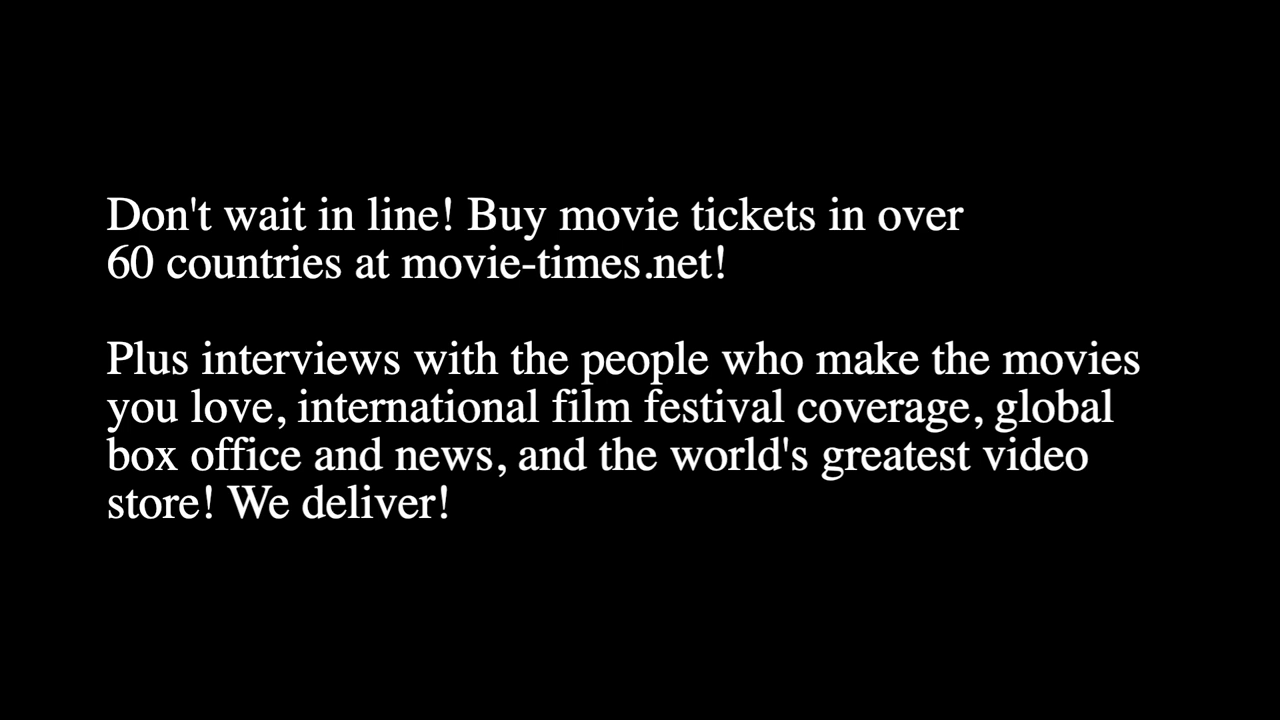 Don't wait in line! Buy movie tickets in over
60 countries at movie-times.net!
Plus interviews with the people who make the movies
you love, international film festival coverage, global
box office and news, and the world's greatest video
store! We deliver!